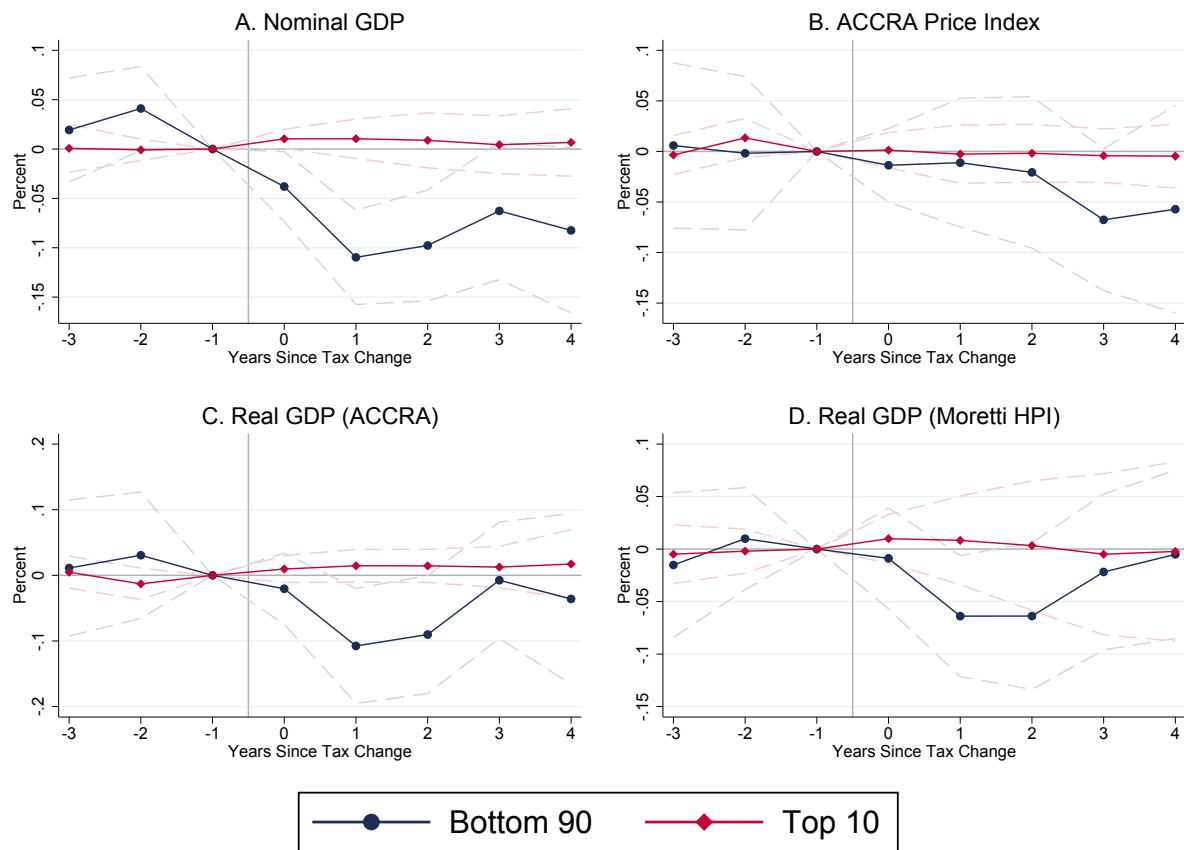 A. Nominal GDP
Percent
.1
.05
0
-.05
-.1
-.15
-3 -2 -1 0 1 2 3 4
Years Since Tax Change
B. ACCRA Price Index
Percent
.1
.05
0
-.05
-.1
-.15
-3 -2 -1 0 1 2 3 4
Years Since Tax Change
C. Real GDP (ACCRA)
Percent
.2
.1
0
-.1
-.2
-3 -2 -1 0 1 2 3 4
Years Since Tax Change
D. Real GDP (Moretti HPI)
Percent
.1
.05
0
-.05
-.1
-.15
-3 -2 -1 0 1 2 3 4
Years Since Tax Change
Bottom 90 Top 10